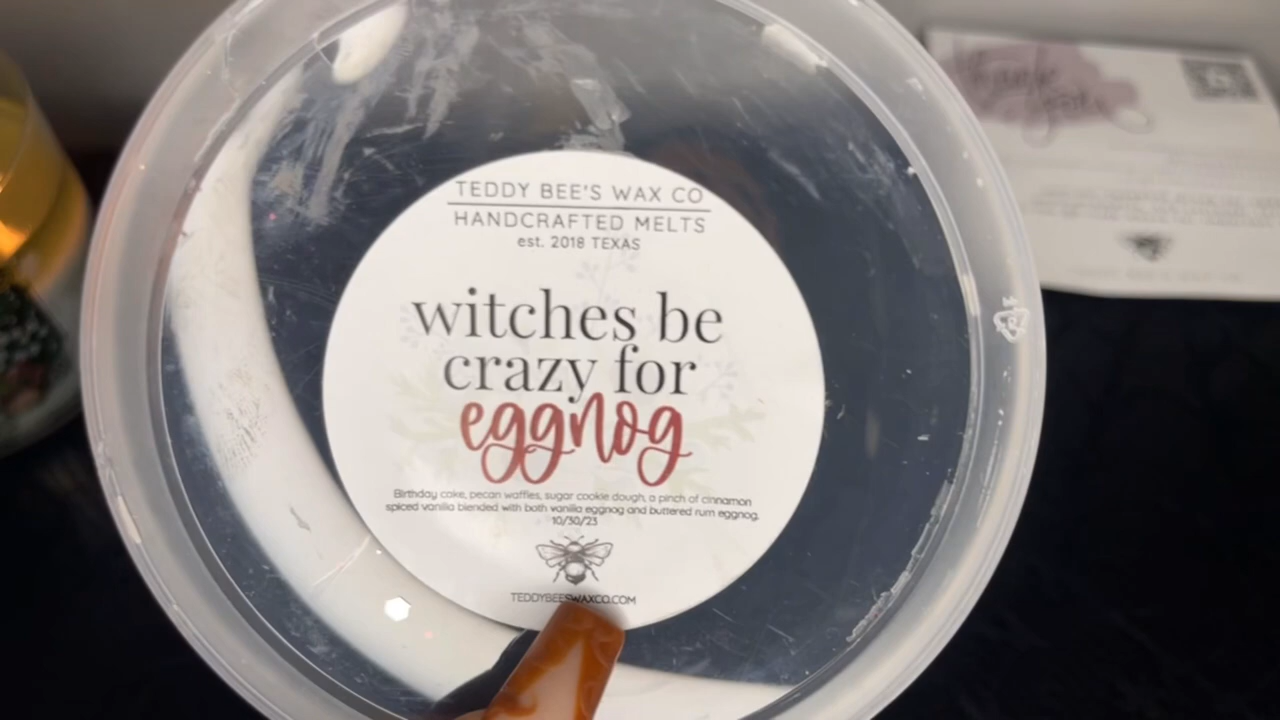 TEDDY BEE'S WAX CO
HANDCRAFTED MELTS
est. 2018 TEXAS
witches be
crazy for
eggnog
Birthday cake, pecan waffles, sugar cookie dough, a pinch of cinnamon
spiced vanilla blended with both vanilla eggnog and buttered rum eggnog.
10/30/23
TEDDYBEESWAXCO.COM
thank
you